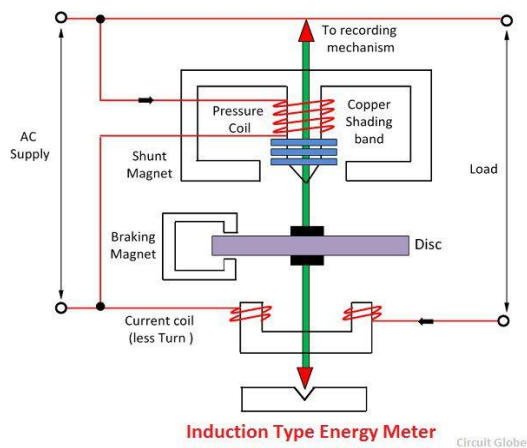 To recording
mechanism
Pressure
Coil
Copper
Shading
band
AC
Supply
Shunt
Magnet
Load
Braking
Magnet
Disc
Current coil
(less Turn )
Induction Type Energy Meter
Circuit Globe